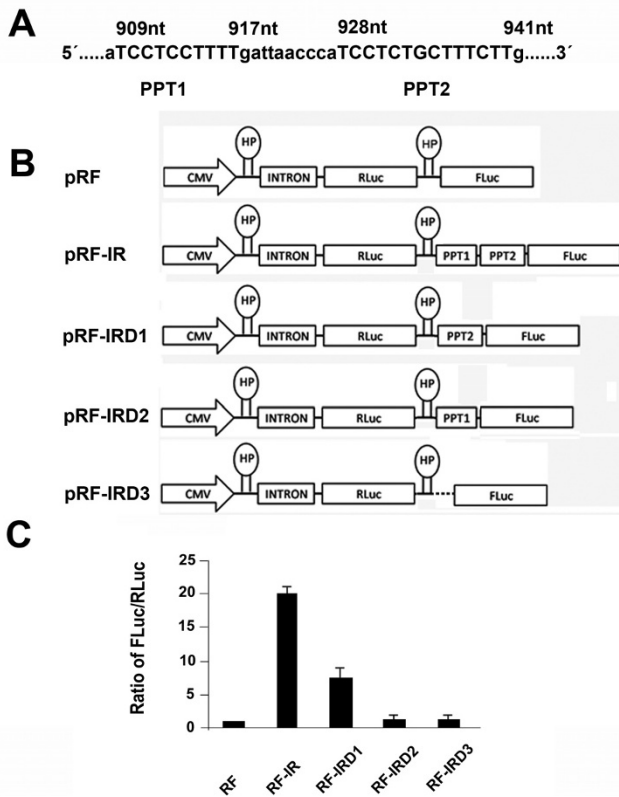 A
909nt 917nt 928nt 941nt
5´.....aTCCTCCTTTTgattaacccaTCCTCTGCTTTCTTg......3´
PPT1 PPT2
B
pRF CMV HP INTRON RLuc HP FLuc
pRF-IR CMV HP INTRON RLuc HP PPT1 PPT2 FLuc
pRF-IRD1 CMV HP INTRON RLuc HP PPT2 FLuc
pRF-IRD2 CMV HP INTRON RLuc HP PPT1 FLuc
pRF-IRD3 CMV HP INTRON RLuc HP FLuc
C
Ratio of FLuc/RLuc
25
20
15
10
5
0
RF RF-IR RF-IRD1 RF-IRD2 RF-IRD3